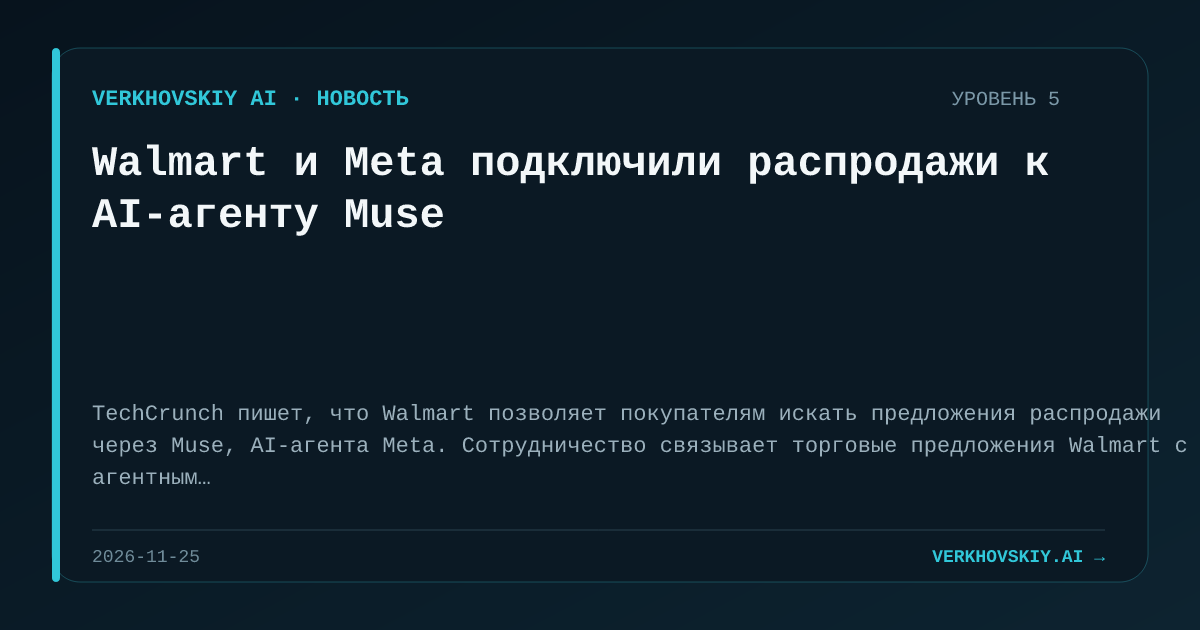 VERKHOVSKIY AI · НОВОСТЬ
УРОВЕНЬ 5
Walmart и Meta подключили распродажи к
AI-агенту Muse
TechCrunch пишет, что Walmart позволяет покупателям искать предложения распродажи
через Muse, AI-агента Meta. Сотрудничество связывает торговые предложения Walmart с
агентным…
2026-11-25
VERKHOVSKIY.AI →